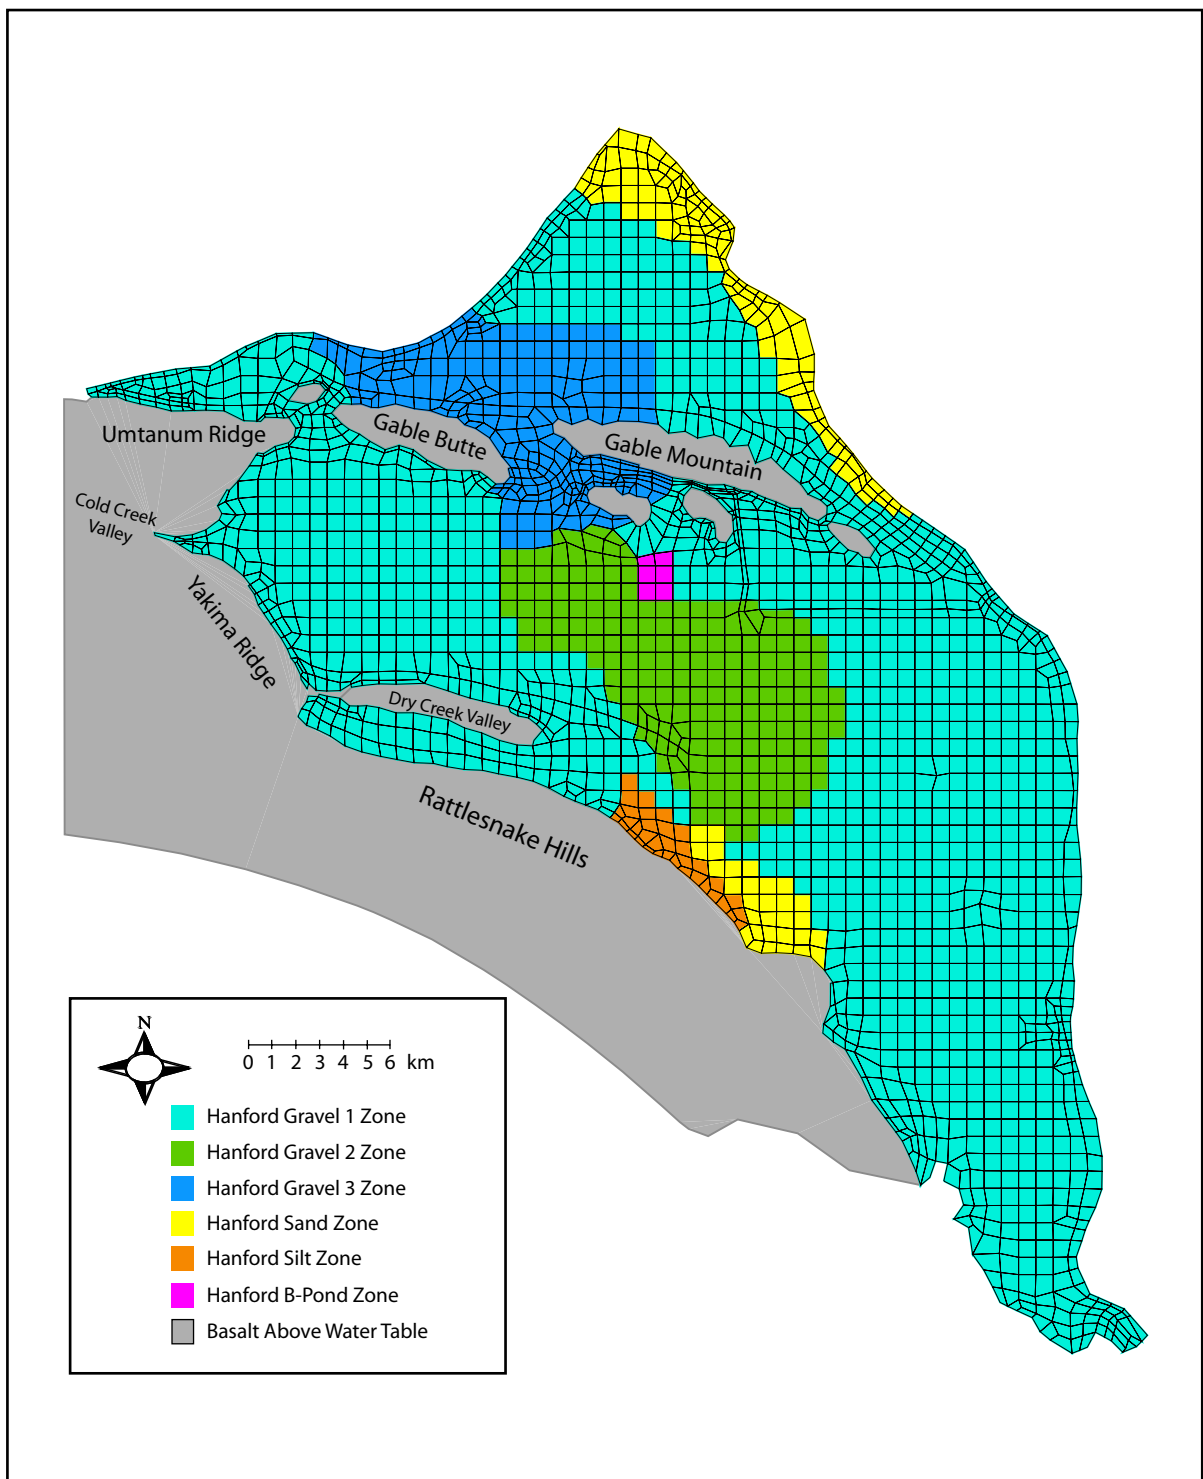 Umtanum Ridge
Gable Butte
Gable Mountain
Cold Creek
Valley
Yakima Ridge
Dry Creek Valley
Rattlesnake Hills
N
0 1 2 3 4 5 6 km
Hanford Gravel 1 Zone
Hanford Gravel 2 Zone
Hanford Gravel 3 Zone
Hanford Sand Zone
Hanford Silt Zone
Hanford B-Pond Zone
Basalt Above Water Table